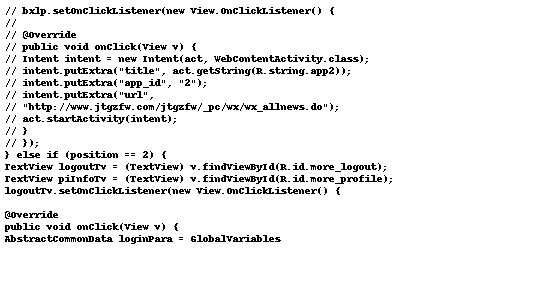 // bxlp.setOnClickListener(new View.OnClickListener() {
//
// @Override
// public void onClick(View v) {
// Intent intent = new Intent(act, WebContentActivity.class);
// intent.putExtra("title", act.getString(R.string.app2));
// intent.putExtra("app_id", "2");
// intent.putExtra("url",
// "http://www.jtgzfw.com/jtgzfw/_pc/wx/wx_allnews.do");
// act.startActivity(intent);
// }
// });
} else if (position == 2) {
TextView logoutTv = (TextView) v.findViewById(R.id.more_logout);
TextView piInfoTv = (TextView) v.findViewById(R.id.more_profile);
logoutTv.setOnClickListener(new View.OnClickListener() {

@Override
public void onClick(View v) {
AbstractCommonData loginPara = GlobalVariables